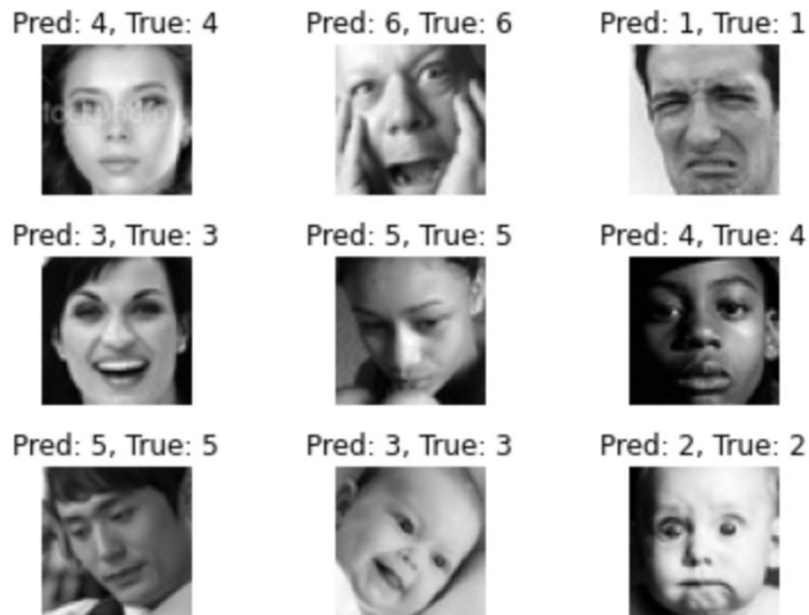 Pred: 4, True: 4
Pred: 6, True: 6
Pred: 1, True: 1
Pred: 3, True: 3
Pred: 5, True: 5
Pred: 4, True: 4
Pred: 5, True: 5
Pred: 3, True: 3
Pred: 2, True: 2